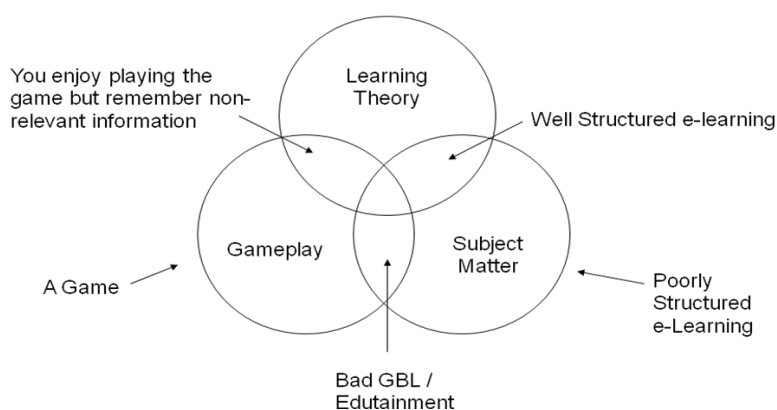 You enjoy playing the
game but remember non-
relevant information
Learning
Theory
Well Structured e-learning
Gameplay
Subject
Matter
A Game
Poorly
Structured
e-Learning
Bad GBL /
Edutainment